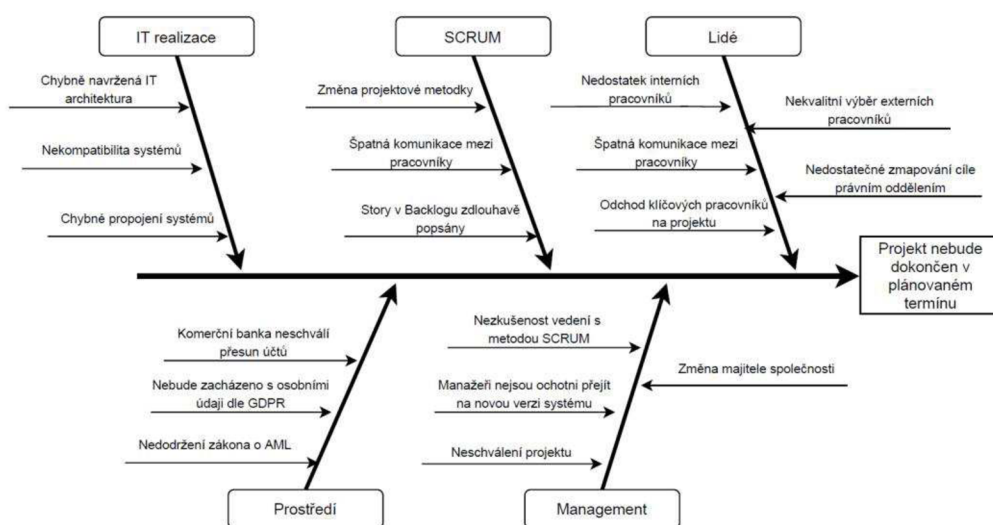 IT realizace
SCRUM
Lidé
Chybně navržená IT
architektura
Nekompatibilita systémů
Chybné propojení systémů
Změna projektové metodky
Špatná komunikace mezi
pracovníky
Story v Backlogu zdlouhavě
popsány
Nedostatek interních
pracovníků
Špatná komunikace mezi
pracovníky
Odchod klíčových pracovníků
na projektu
Nekvalitní výběr externích
pracovníků
Nedostatečné zmapování cíle
právním oddělením
Projekt nebude
dokončen v
plánovaném
termínu
Komerční banka neschválí
přesun účtů
Nebude zacházeno s osobními
údaji dle GDPR
Nedodržení zákona o AML
Nezkušenost vedení s
metodou SCRUM
Manažeři nejsou ochotni přejít
na novou verzi systému
Neschválení projektu
Změna majitele společnosti
Prostředí
Management